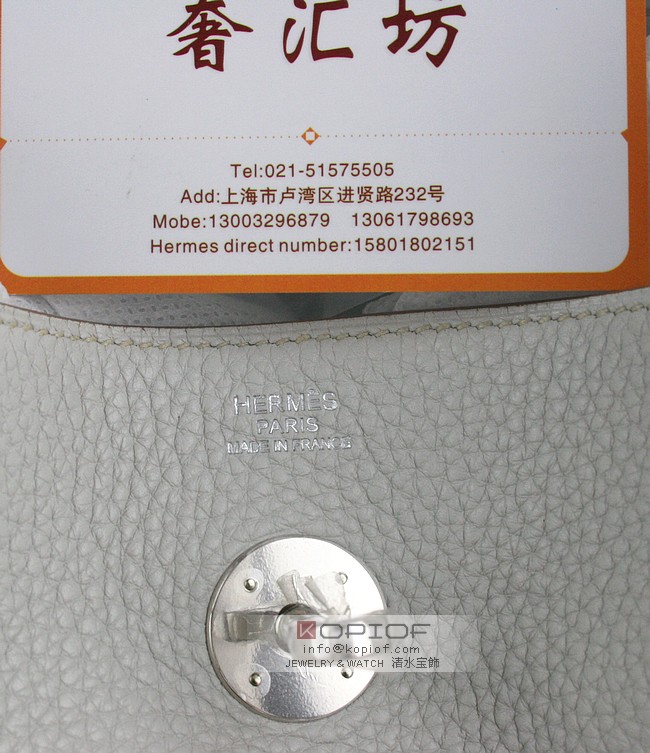 奢汇坊
Tel:021-51575505
Add:上海市卢湾区进贤路232号
Mobe:13003296879 13061798693
Hermes direct number:15801802151
HERMÈS
PARIS
MADE IN FRANCE
KOPIOF
info@kopiof.com
JEWELRY & WATCH 清水宝飾